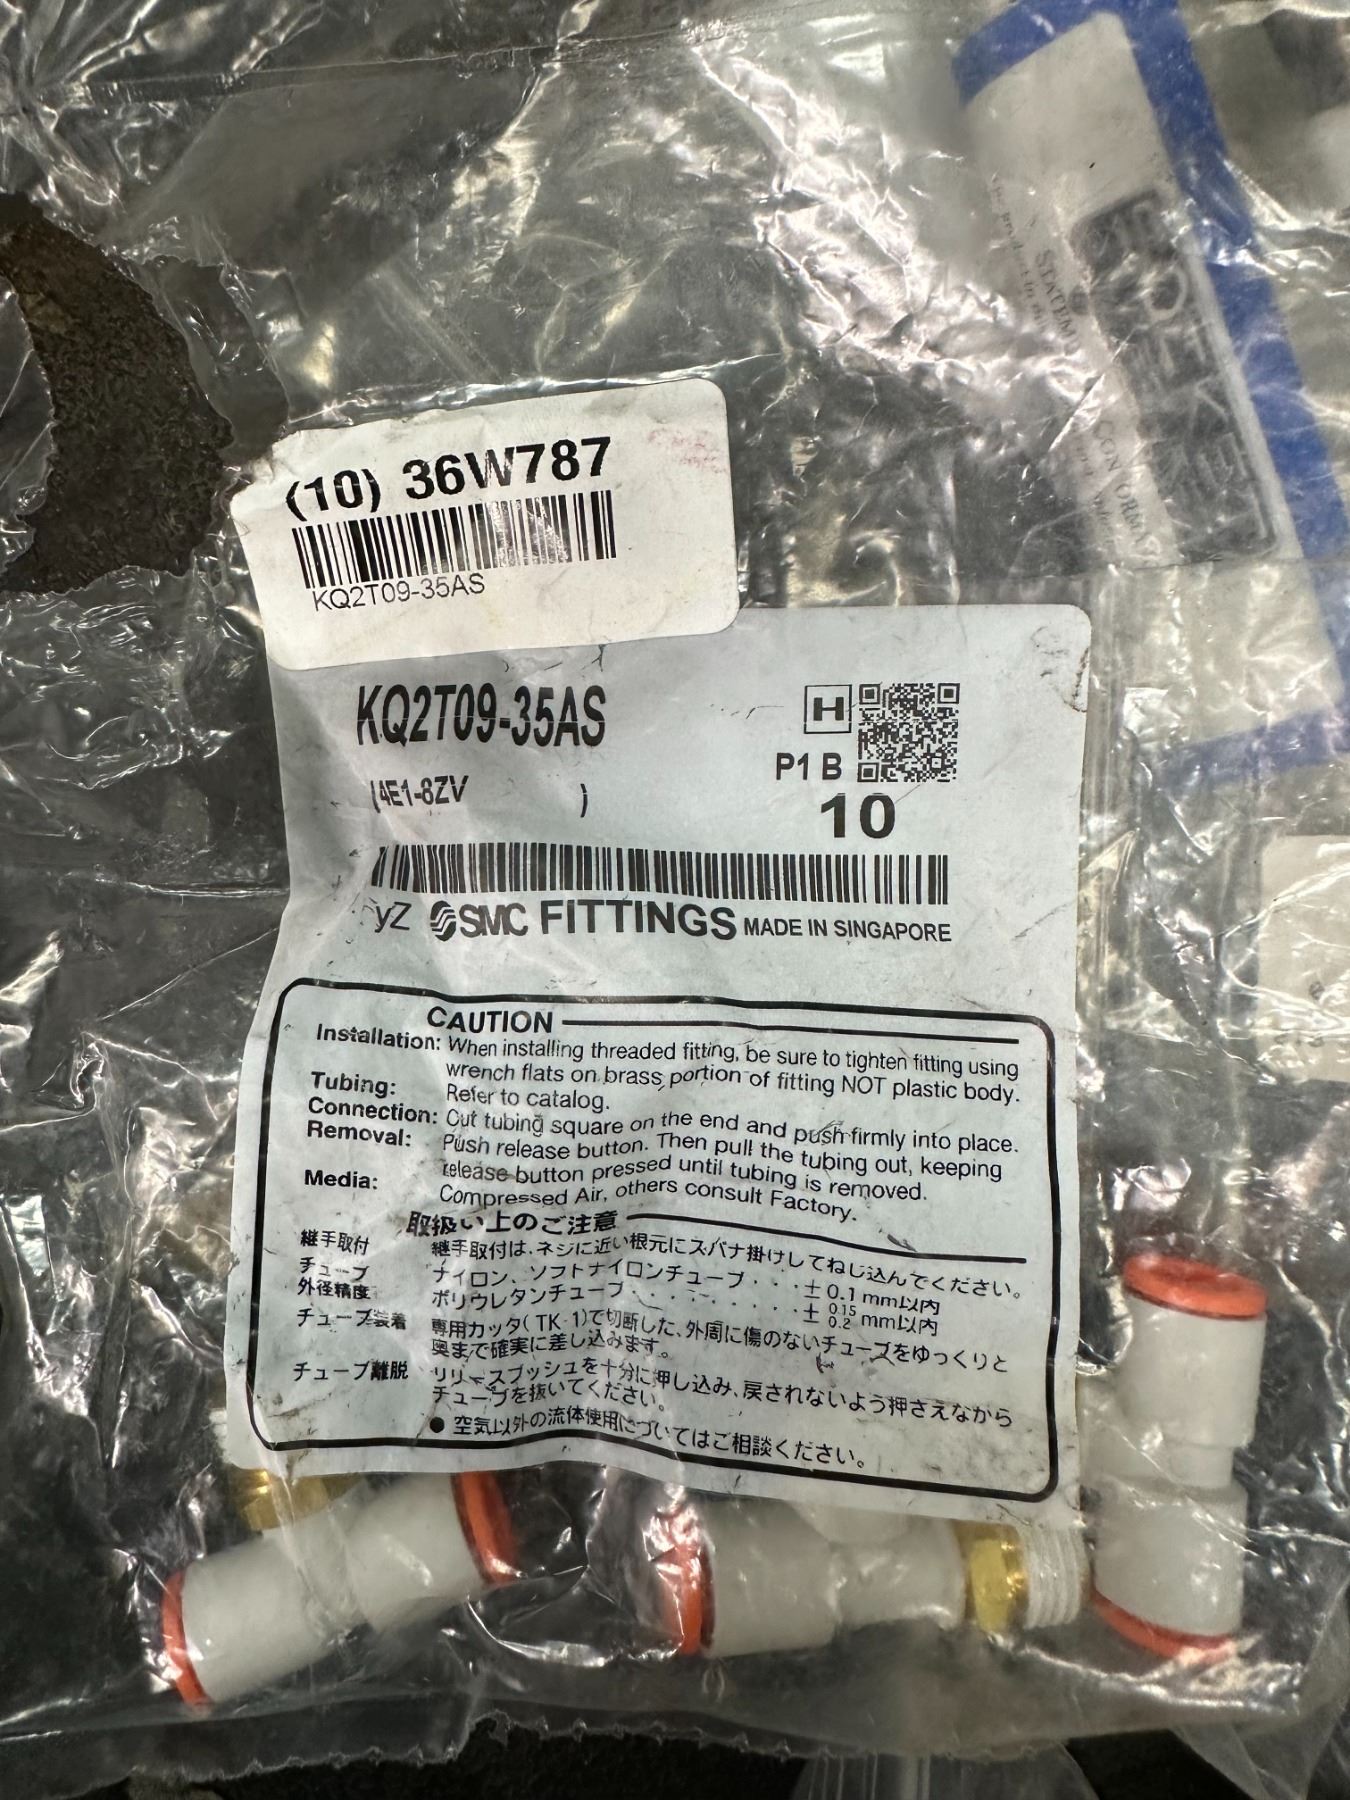 (10) 36W787
KQ2T09-35AS
KQ2T09-35AS
H
P1 B
(4E1-8ZV )
10
yZ SMC FITTINGS MADE IN SINGAPORE
CAUTION
Installation: When installing threaded fitting, be sure to tighten fitting using
wrench flats on brass portion of fitting NOT plastic body.
Tubing: Refer to catalog.
Connection: Cut tubing square on the end and push firmly into place.
Removal: Push release button. Then pull the tubing out, keeping
release button pressed until tubing is removed.
Media: Compressed Air, others consult Factory.
取扱い上のご注意
継手取付 継手取付は、ネジに近い根元にスパナ掛けしてねじ込んでください。
チューブ ナイロン、ソフトナイロンチューブ・・・± 0.1 mm以内
外径精度 ポリウレタンチューブ・・・・・・・・・± 0.15 0.2 mm以内
チューブ装着 専用カッタ(TK-1)で切断した、外周に傷のないチューブをゆっくりと
奥まで確実に差し込みます。
チューブ離脱 リリースブッシュを十分に押し込み、戻されないよう押さえながら
チューブを抜いてください。
● 空気以外の流体使用についてはご相談ください。